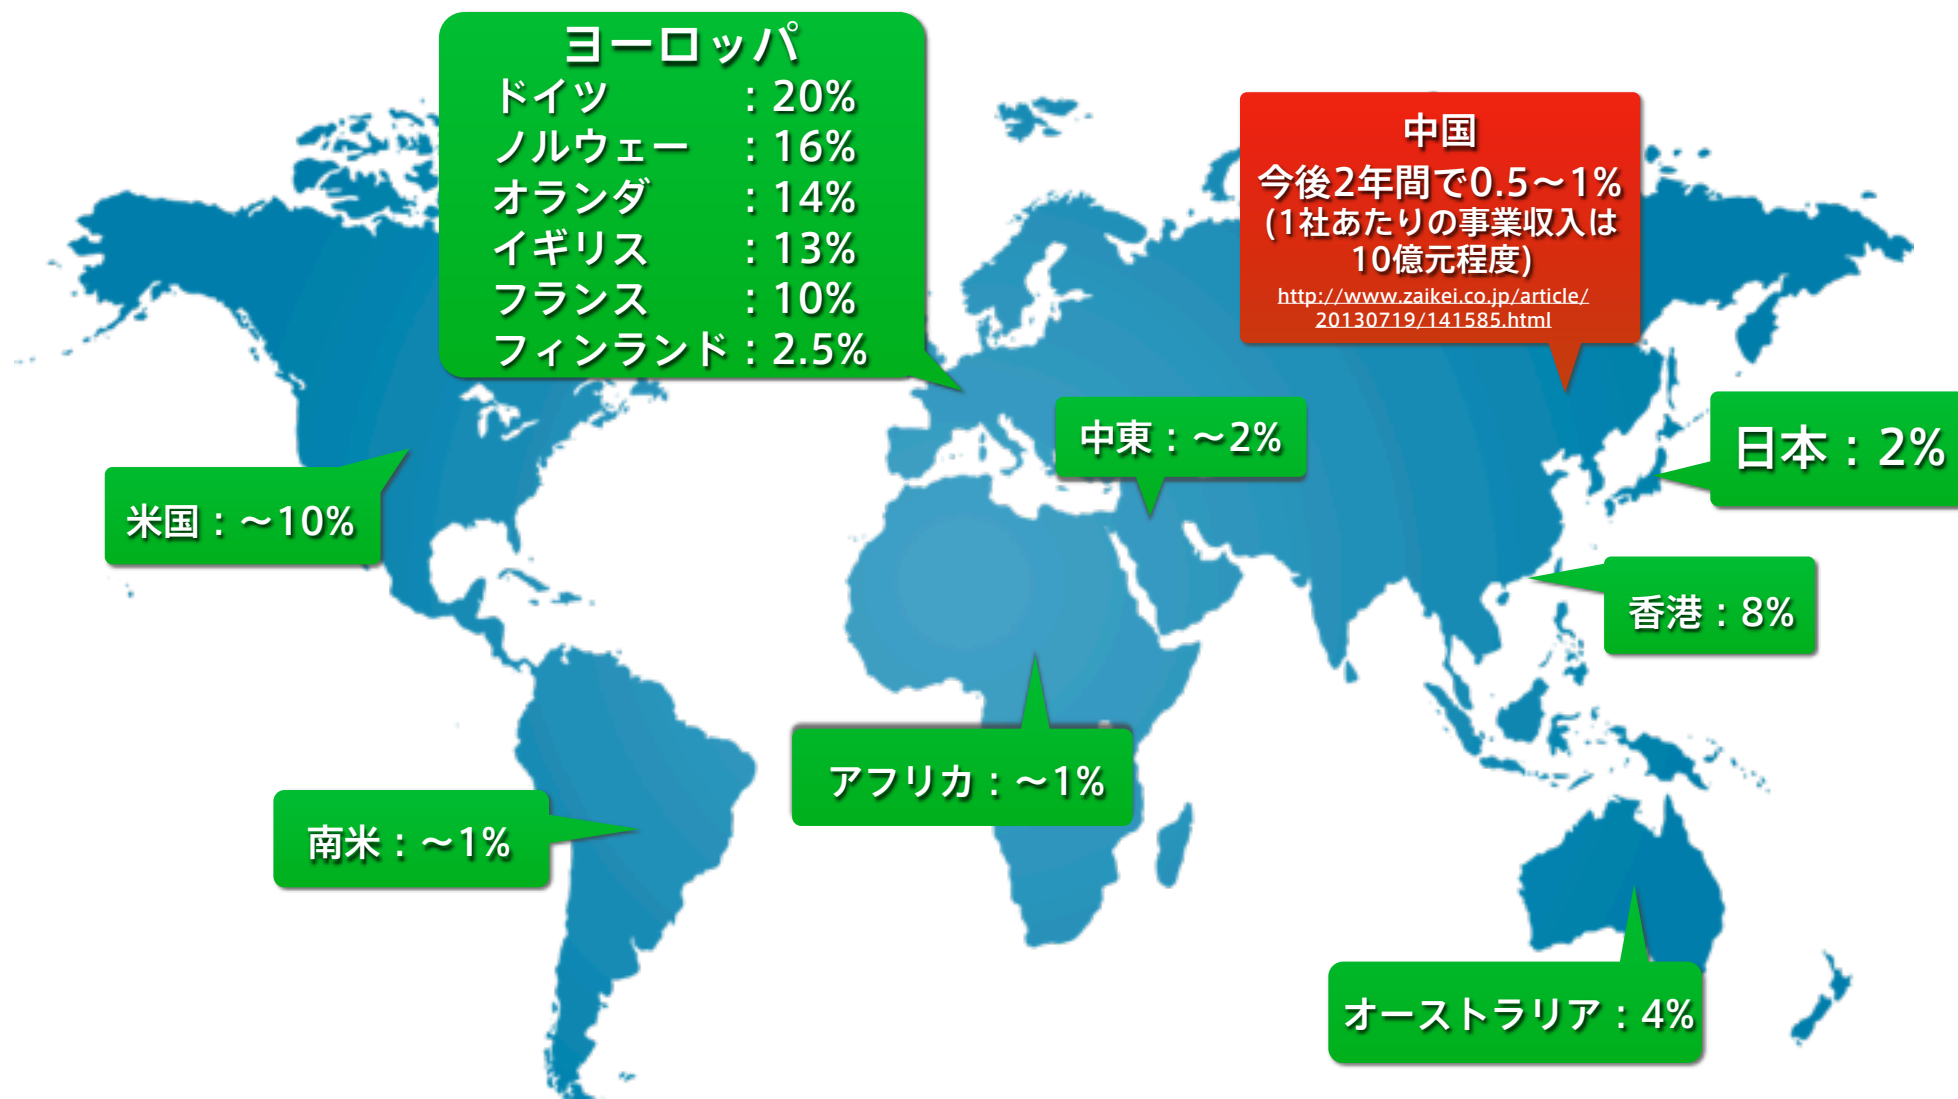 ヨーロッパ
ドイツ : 20%
ノルウェー : 16%
オランダ : 14%
イギリス : 13%
フランス : 10%
フィンランド : 2.5%
中国
今後2年間で0.5〜1%
(1社あたりの事業収入は
10億元程度)
http://www.zaikei.co.jp/article/
20130719/141585.html
中東：〜2%
日本：2%
米国：〜10%
香港：8%
アフリカ：〜1%
南米：〜1%
オーストラリア：4%